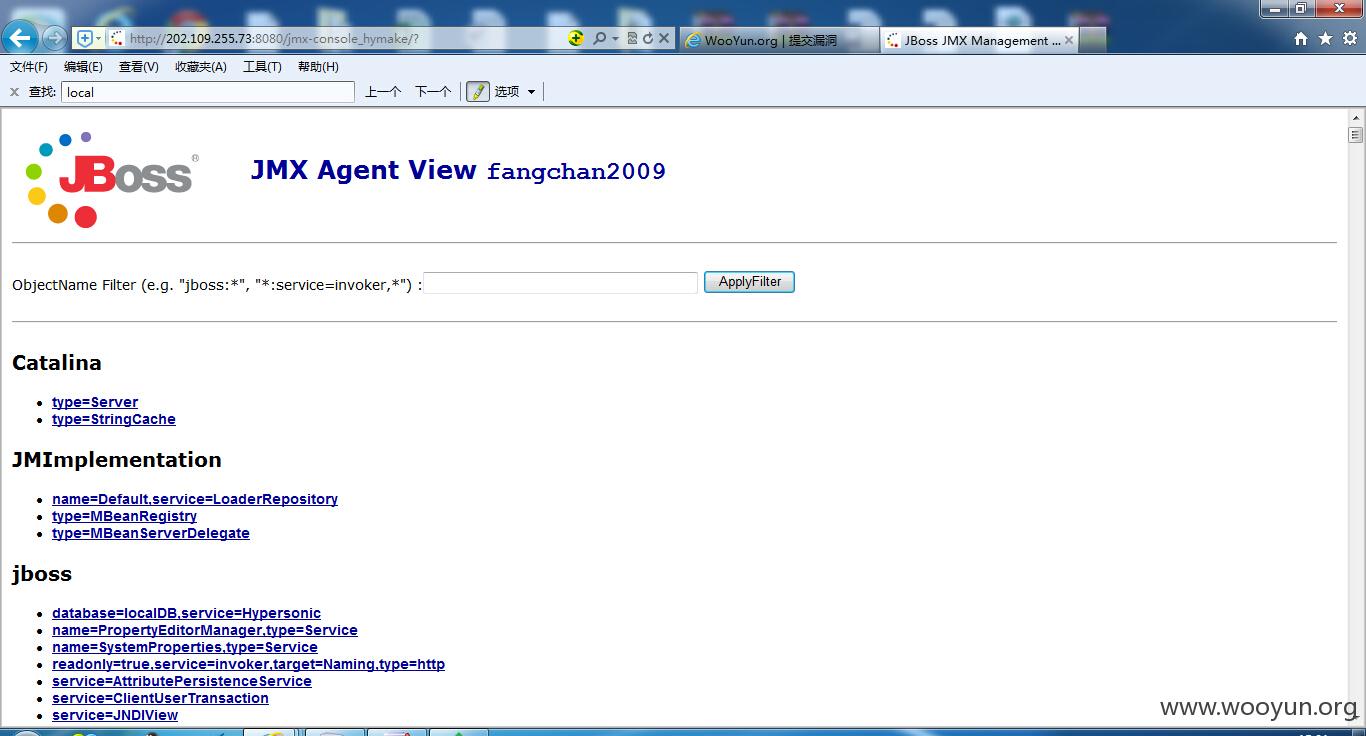 http://202.109.255.73:8080/jmx-console_hymake/?
WooYun.org | 提交漏洞
JBoss JMX Management ...
文件(F) 编辑(E) 查看(V) 收藏夹(A) 工具(T) 帮助(H)
查找: local 上一个 下一个 选项
JBoss®
JMX Agent View fangchan2009
ObjectName Filter (e.g. "jboss:*", "*:service=invoker,*") : ApplyFilter
Catalina
type=Server
type=StringCache
JMImplementation
name=Default,service=LoaderRepository
type=MBeanRegistry
type=MBeanServerDelegate
jboss
database=localDB,service=Hypersonic
name=PropertyEditorManager,type=Service
name=SystemProperties,type=Service
readonly=true,service=invoker,target=Naming,type=http
service=AttributePersistenceService
service=ClientUserTransaction
service=JNDIView
www.wooyun.org